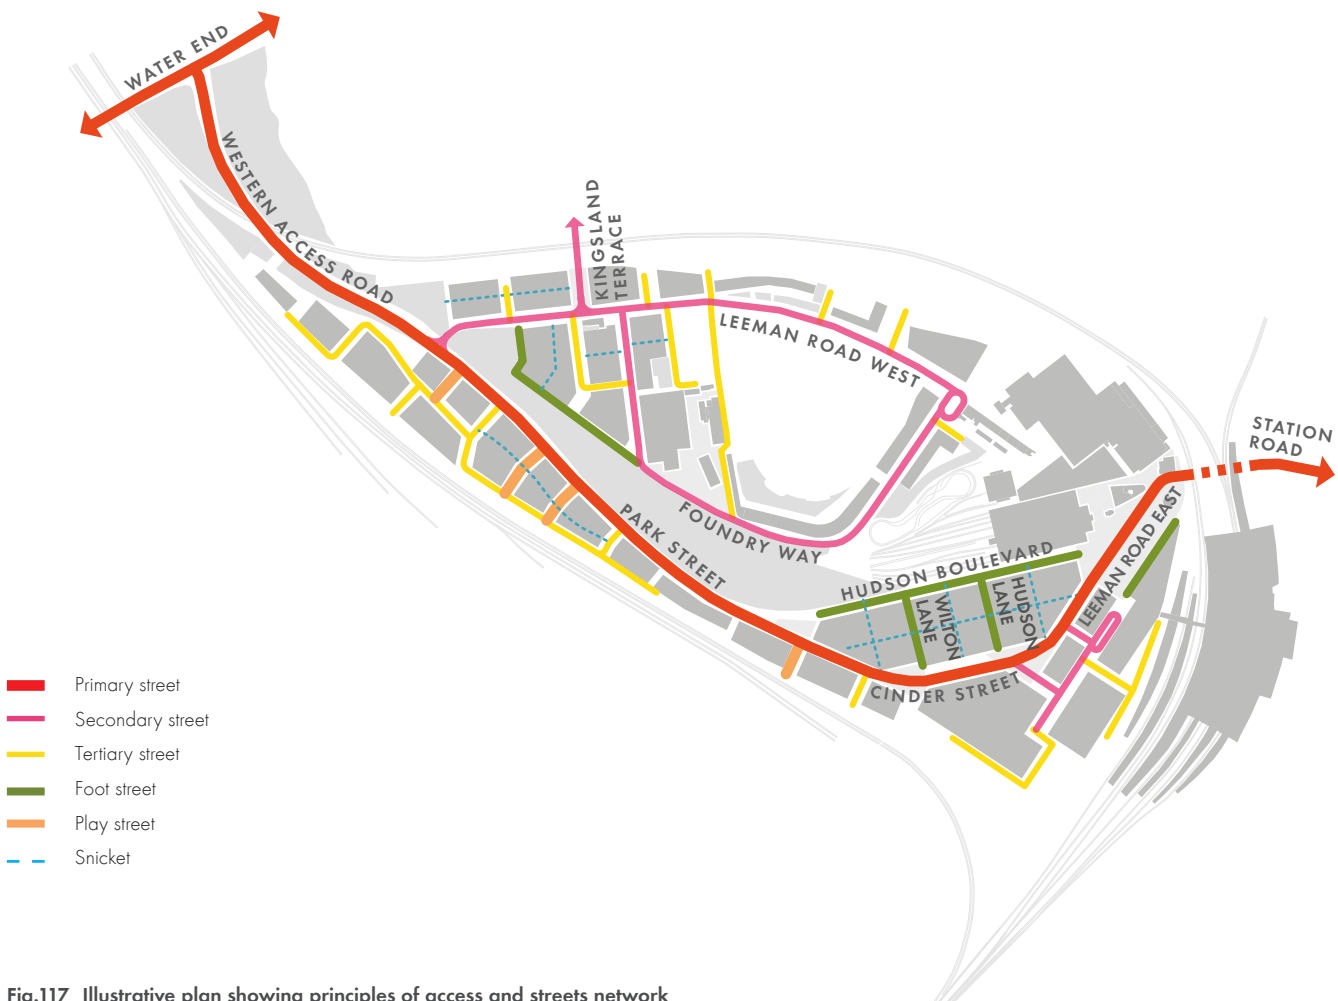 WATER END
WESTERN ACCESS ROAD
KINGSLAND
TERRACE
LEEMAN ROAD WEST
STATION
ROAD
PARK STREET
FOUNDRY WAY
HUDSON BOULEVARD
LEEMAN ROAD EAST
WILTON
LANE
HUDSON
LANE
CINDER STREET
Primary street
Secondary street
Tertiary street
Foot street
Play street
Snicket
Fig.117 Illustrative plan showing principles of access and streets network